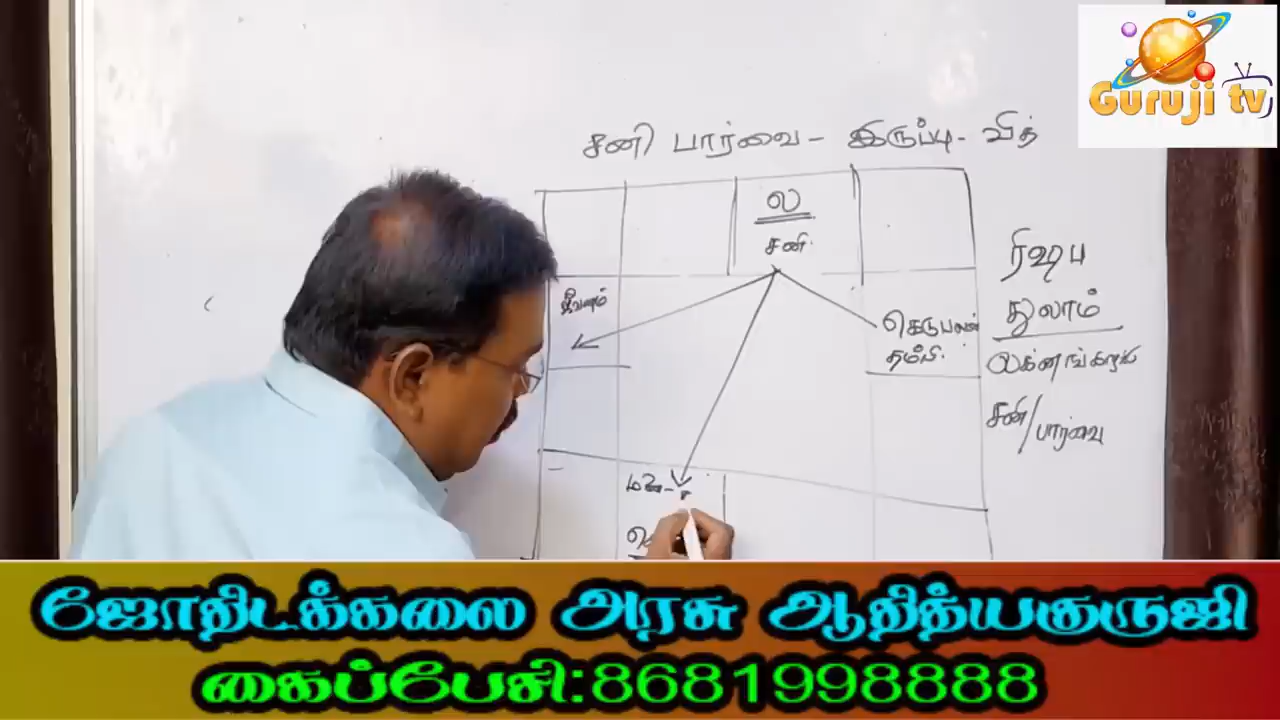 Guruji tv
சனி பார்வை - இருப்பு - வித்
ல
சனி
ஜீவனம்
கெடுபலன்
தம்பி.
ரிஷப
துலாம்
லக்னங்களு
சனி/பார்வை
ஜோதிடக்கலை அரசு ஆதித்யகுருஜி
கைப்பேசி:8681998888